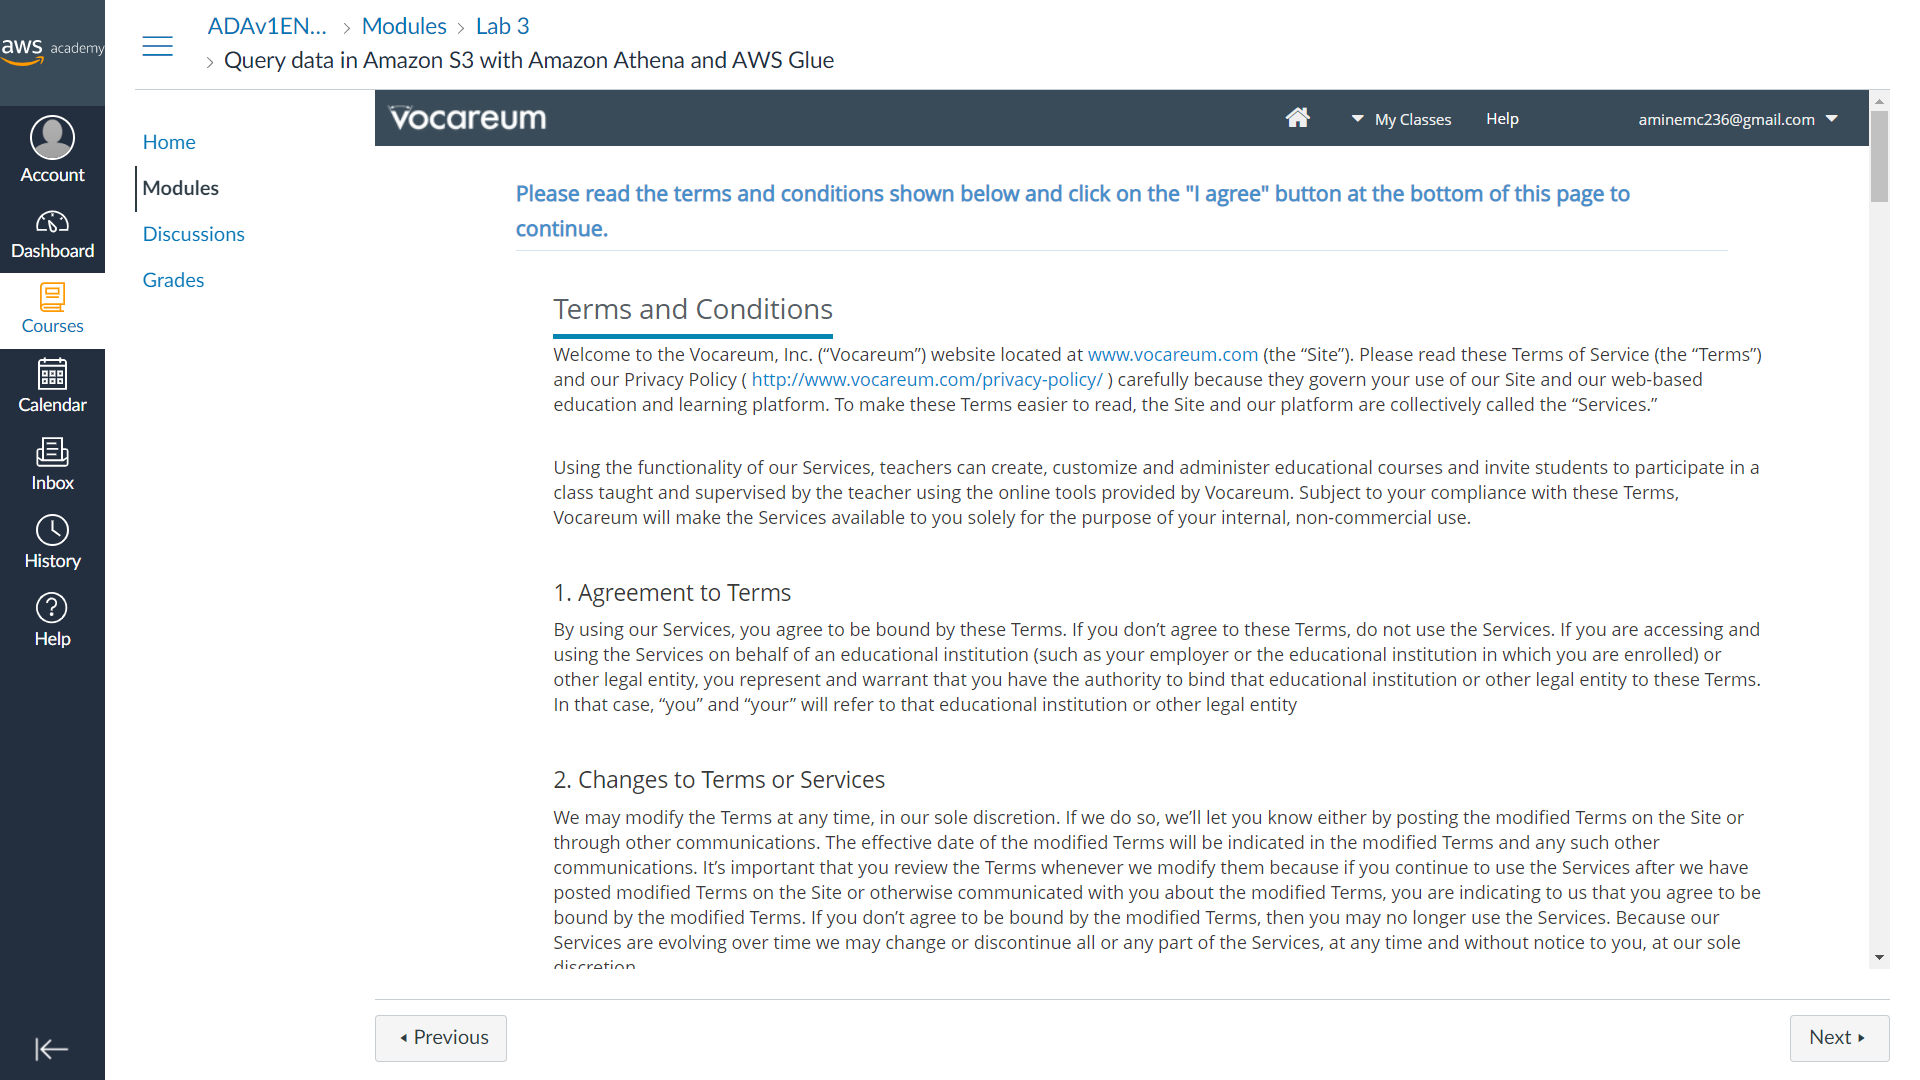 aws academy
Account
Dashboard
Courses
Calendar
Inbox
History
Help
ADAv1EN... > Modules > Lab 3
> Query data in Amazon S3 with Amazon Athena and AWS Glue
Home
Modules
Discussions
Grades
Vocareum
My Classes
Help
aminemc236@gmail.com
Please read the terms and conditions shown below and click on the "I agree" button at the bottom of this page to
continue.
Terms and Conditions
Welcome to the Vocareum, Inc. (“Vocareum”) website located at www.vocareum.com (the “Site”). Please read these Terms of Service (the “Terms”)
and our Privacy Policy ( http://www.vocareum.com/privacy-policy/ ) carefully because they govern your use of our Site and our web-based
education and learning platform. To make these Terms easier to read, the Site and our platform are collectively called the “Services.”
Using the functionality of our Services, teachers can create, customize and administer educational courses and invite students to participate in a
class taught and supervised by the teacher using the online tools provided by Vocareum. Subject to your compliance with these Terms,
Vocareum will make the Services available to you solely for the purpose of your internal, non-commercial use.
1. Agreement to Terms
By using our Services, you agree to be bound by these Terms. If you don’t agree to these Terms, do not use the Services. If you are accessing and
using the Services on behalf of an educational institution (such as your employer or the educational institution in which you are enrolled) or
other legal entity, you represent and warrant that you have the authority to bind that educational institution or other legal entity to these Terms.
In that case, “you” and “your” will refer to that educational institution or other legal entity
2. Changes to Terms or Services
We may modify the Terms at any time, in our sole discretion. If we do so, we’ll let you know either by posting the modified Terms on the Site or
through other communications. The effective date of the modified Terms will be indicated in the modified Terms and any such other
communications. It’s important that you review the Terms whenever we modify them because if you continue to use the Services after we have
posted modified Terms on the Site or otherwise communicated with you about the modified Terms, you are indicating to us that you agree to be
bound by the modified Terms. If you don’t agree to be bound by the modified Terms, then you may no longer use the Services. Because our
Services are evolving over time we may change or discontinue all or any part of the Services, at any time and without notice to you, at our sole
discretion
Previous
Next